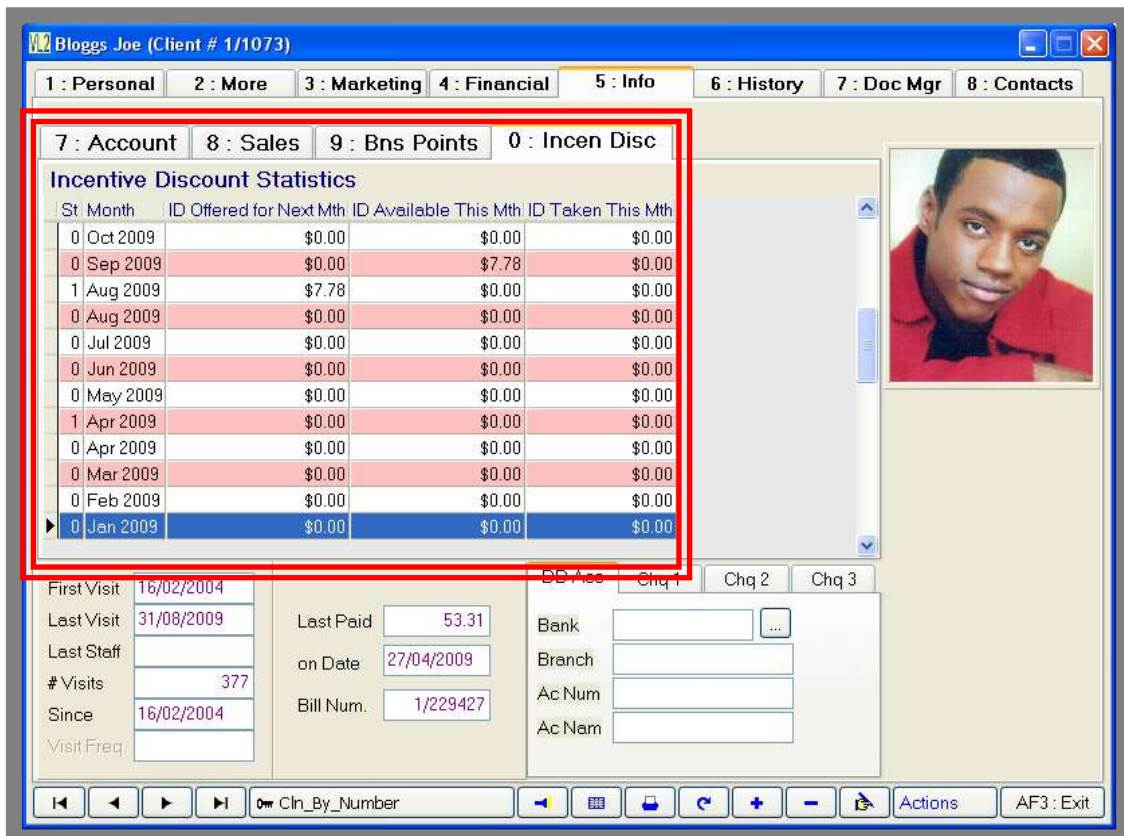 VL2 Bloggs Joe (Client # 1/1073)
1 : Personal 2 : More 3 : Marketing 4 : Financial 5 : Info 6 : History 7 : Doc Mgr 8 : Contacts
7 : Account 8 : Sales 9 : Bns Points 0 : Incen Disc
Incentive Discount Statistics
St Month ID Offered for Next Mth ID Available This Mth ID Taken This Mth
0 Oct 2009 $0.00 $0.00 $0.00
0 Sep 2009 $0.00 $7.78 $0.00
1 Aug 2009 $7.78 $0.00 $0.00
0 Aug 2009 $0.00 $0.00 $0.00
0 Jul 2009 $0.00 $0.00 $0.00
0 Jun 2009 $0.00 $0.00 $0.00
0 May 2009 $0.00 $0.00 $0.00
1 Apr 2009 $0.00 $0.00 $0.00
0 Apr 2009 $0.00 $0.00 $0.00
0 Mar 2009 $0.00 $0.00 $0.00
0 Feb 2009 $0.00 $0.00 $0.00
0 Jan 2009 $0.00 $0.00 $0.00
DD Acc Chq 1 Chq 2 Chq 3
First Visit 16/02/2004
Last Visit 31/08/2009 Last Paid 53.31 Bank ...
Last Staff on Date 27/04/2009 Branch
# Visits 377 Ac Num
Since 16/02/2004 Bill Num. 1/229427 Ac Nam
Visit Freq.
Cln_By_Number Actions AF3 : Exit